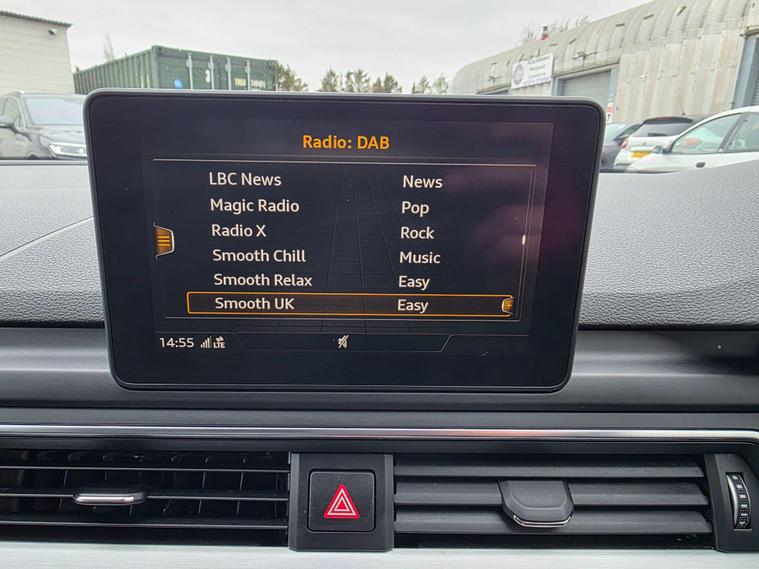 Radio: DAB
LBC News News
Magic Radio Pop
Radio X Rock
Smooth Chill Music
Smooth Relax Easy
Smooth UK Easy
14:55 LTE